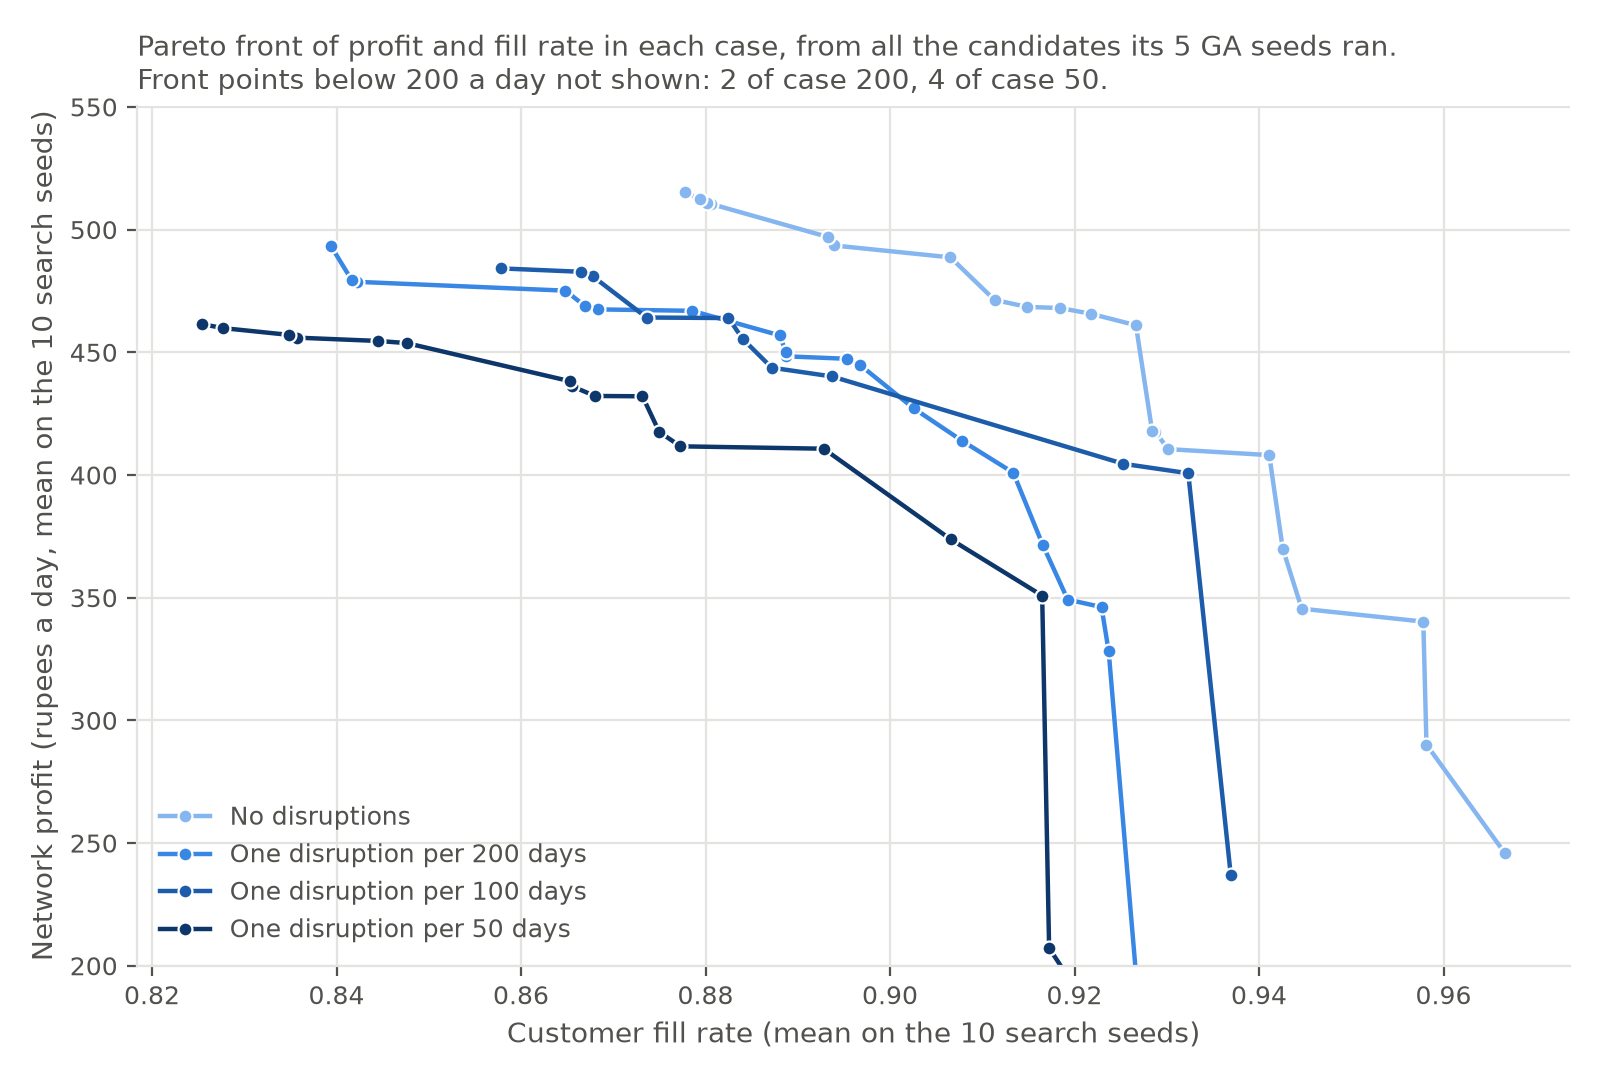 Pareto front of profit and fill rate in each case, from all the candidates its 5 GA seeds ran.
Front points below 200 a day not shown: 2 of case 200, 4 of case 50.
Network profit (rupees a day, mean on the 10 search seeds)
550
500
450
400
350
300
250
200
No disruptions
One disruption per 200 days
One disruption per 100 days
One disruption per 50 days
0.82 0.84 0.86 0.88 0.90 0.92 0.94 0.96
Customer fill rate (mean on the 10 search seeds)